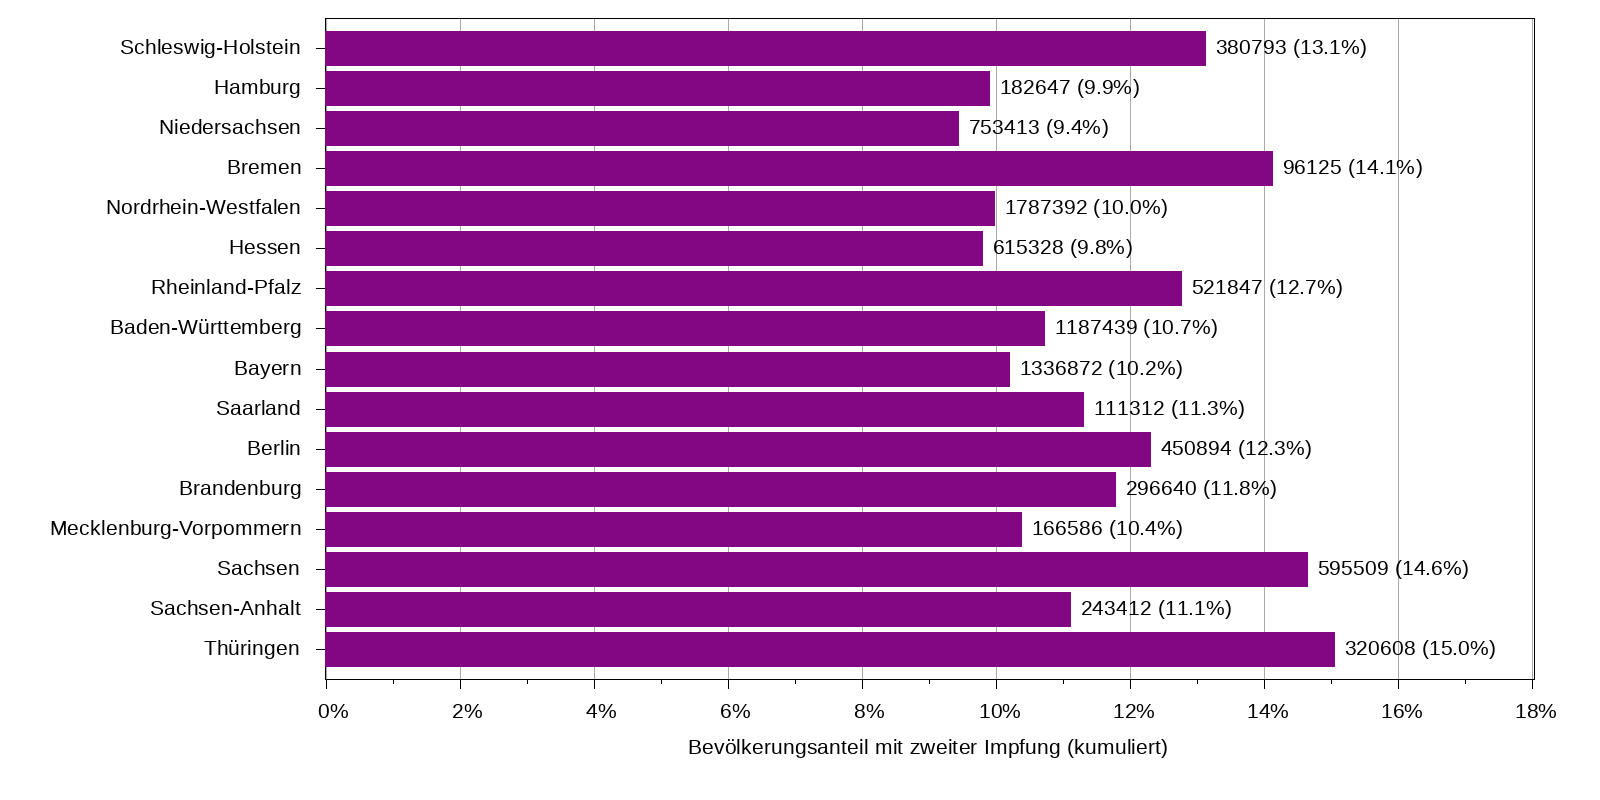 Schleswig-Holstein 380793 (13.1%)
Hamburg 182647 (9.9%)
Niedersachsen 753413 (9.4%)
Bremen 96125 (14.1%)
Nordrhein-Westfalen 1787392 (10.0%)
Hessen 615328 (9.8%)
Rheinland-Pfalz 521847 (12.7%)
Baden-Württemberg 1187439 (10.7%)
Bayern 1336872 (10.2%)
Saarland 111312 (11.3%)
Berlin 450894 (12.3%)
Brandenburg 296640 (11.8%)
Mecklenburg-Vorpommern 166586 (10.4%)
Sachsen 595509 (14.6%)
Sachsen-Anhalt 243412 (11.1%)
Thüringen 320608 (15.0%)
0% 2% 4% 6% 8% 10% 12% 14% 16% 18%
Bevölkerungsanteil mit zweiter Impfung (kumuliert)